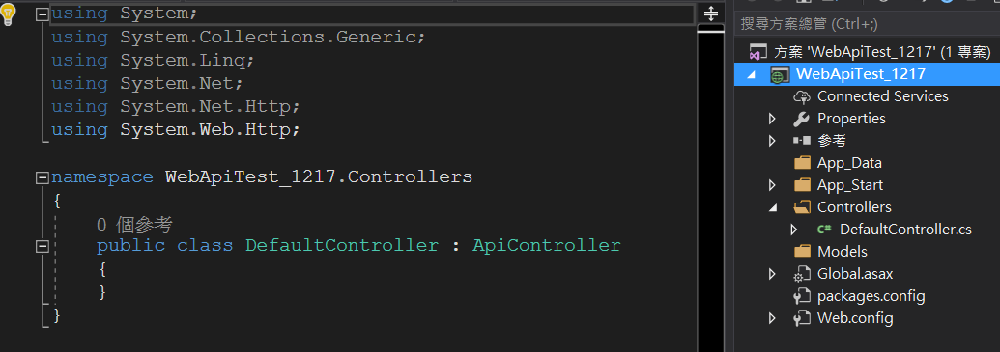 using System;
using System.Collections.Generic;
using System.Linq;
using System.Net;
using System.Net.Http;
using System.Web.Http;
namespace WebApiTest_1217.Controllers
{
0 個參考
public class DefaultController : ApiController
{
}
}
搜尋方案總管 (Ctrl+;)
方案 'WebApiTest_1217' (1 專案)
WebApiTest_1217
Connected Services
Properties
參考
App_Data
App_Start
Controllers
C# DefaultController.cs
Models
Global.asax
packages.config
Web.config